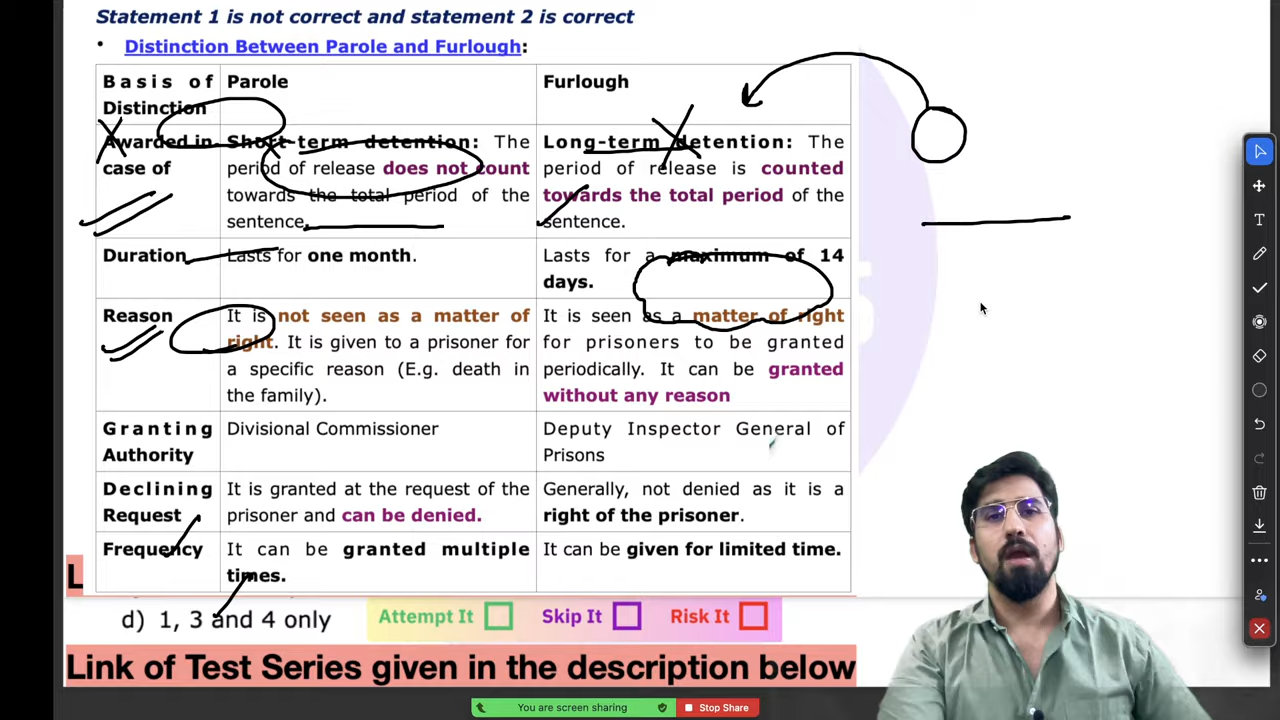 Statement 1 is not correct and statement 2 is correct
• Distinction Between Parole and Furlough:
Basis of Distinction
Parole
Furlough
Awarded in case of
Short-term detention: The
period of release does not count
towards the total period of the
sentence.
Long-term detention: The
period of release is counted
towards the total period of the
sentence.
Duration
Lasts for one month.
Lasts for a maximum of 14
days.
Reason
It is not seen as a matter of
right. It is given to a prisoner for
a specific reason (E.g. death in
the family).
It is seen as a matter of right
for prisoners to be granted
periodically. It can be granted
without any reason
Granting
Authority
Divisional Commissioner
Deputy Inspector General of
Prisons
Declining
Request
It is granted at the request of the
prisoner and can be denied.
Generally, not denied as it is a
right of the prisoner.
Frequency
It can be granted multiple
times.
It can be given for limited time.
L
d) 1, 3 and 4 only
Attempt It
Skip It
Risk It
Link of Test Series given in the description below
You are screen sharing
Stop Share